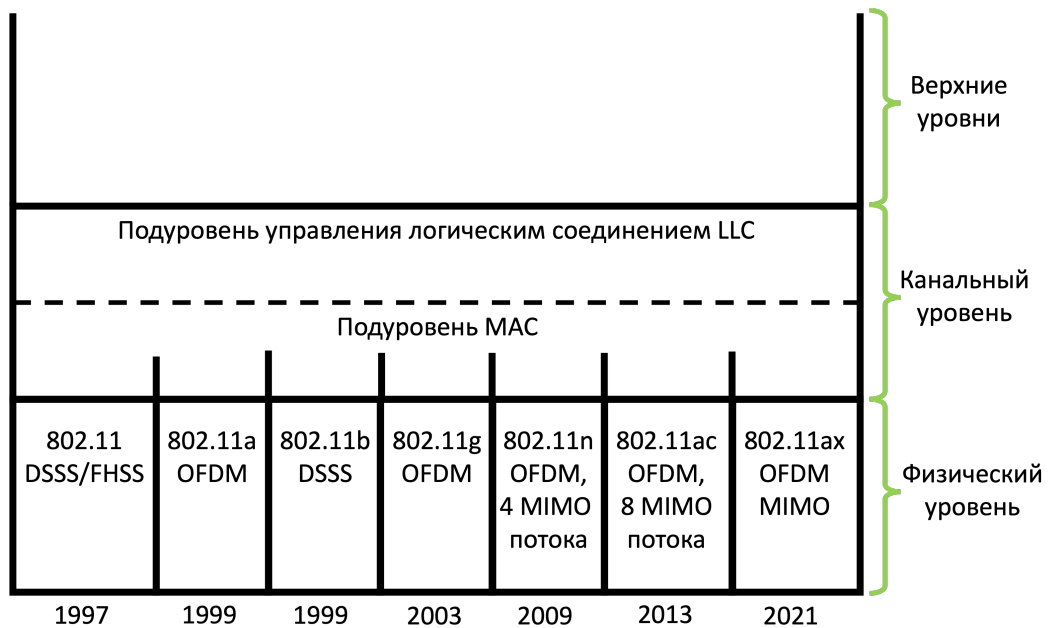 Верхние
уровни
Подуровень управления логическим соединением LLC
Канальный
уровень
Подуровень MAC
802.11
DSSS/FHSS
802.11a
OFDM
802.11b
DSSS
802.11g
OFDM
802.11n
OFDM,
4 MIMO
потока
802.11ac
OFDM,
8 MIMO
потока
802.11ax
OFDM
MIMO
Физический
уровень
1997
1999
1999
2003
2009
2013
2021